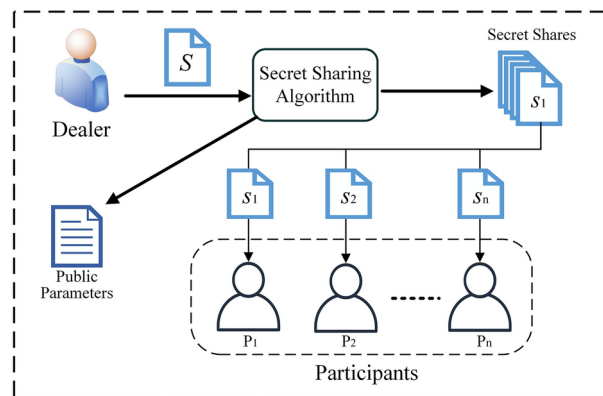 Secret Shares
S
Secret Sharing
Algorithm
s1
Dealer
s1
s2
sn
Public
Parameters
P1
P2
Pn
Participants